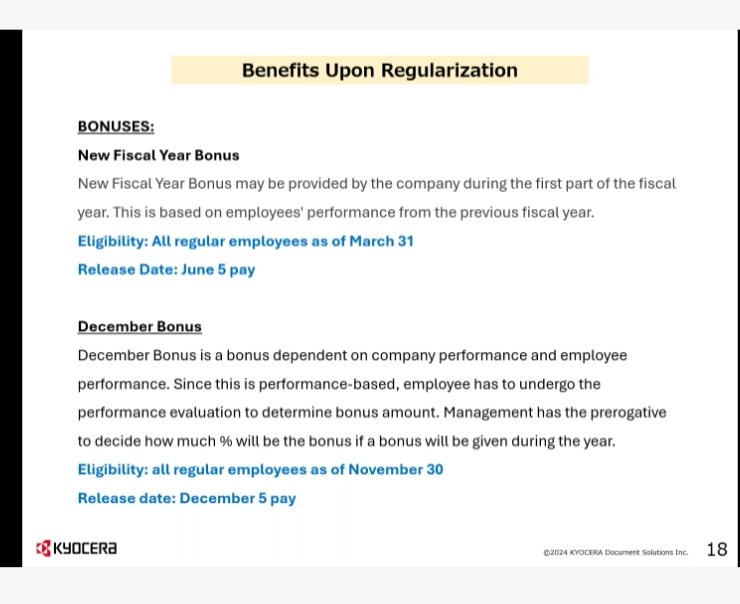 Benefits Upon Regularization
BONUSES:
New Fiscal Year Bonus
New Fiscal Year Bonus may be provided by the company during the first part of the fiscal
year. This is based on employees' performance from the previous fiscal year.
Eligibility: All regular employees as of March 31
Release Date: June 5 pay
December Bonus
December Bonus is a bonus dependent on company performance and employee
performance. Since this is performance-based, employee has to undergo the
performance evaluation to determine bonus amount. Management has the prerogative
to decide how much % will be the bonus if a bonus will be given during the year.
Eligibility: all regular employees as of November 30
Release date: December 5 pay
KYOCERA
©2024 KYOCERA Document Solutions Inc.
18